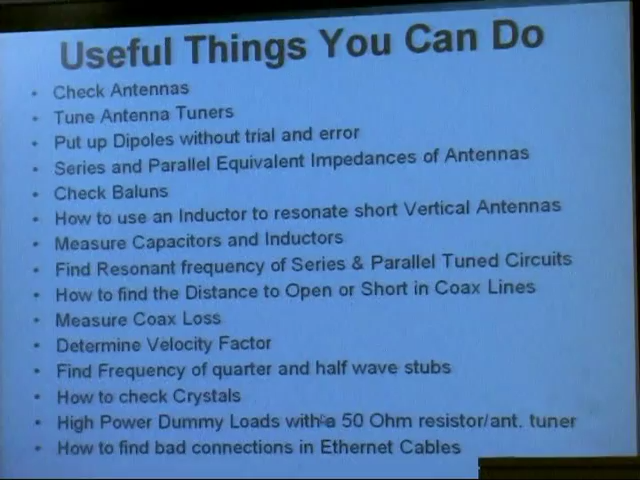 Useful Things You Can Do
• Check Antennas
• Tune Antenna Tuners
• Put up Dipoles without trial and error
• Series and Parallel Equivalent Impedances of Antennas
• Check Baluns
• How to use an Inductor to resonate short Vertical Antennas
• Measure Capacitors and Inductors
• Find Resonant frequency of Series & Parallel Tuned Circuits
• How to find the Distance to Open or Short in Coax Lines
• Measure Coax Loss
• Determine Velocity Factor
• Find Frequency of quarter and half wave stubs
• How to check Crystals
• High Power Dummy Loads with a 50 Ohm resistor/ant. tuner
• How to find bad connections in Ethernet Cables